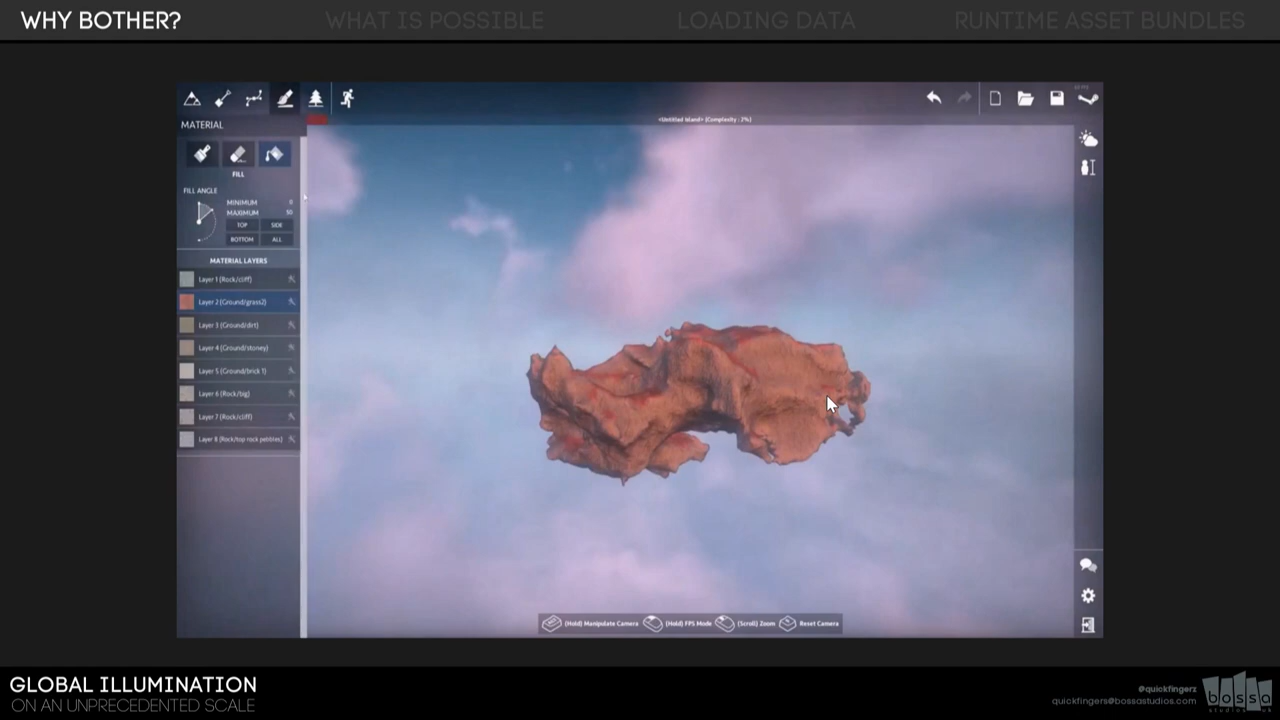 WHY BOTHER?
WHAT IS POSSIBLE
LOADING DATA
RUNTIME ASSET BUNDLES
MATERIAL
<Untitled Island> (Complexity : 2%)
FILL
FILL ANGLE
MINIMUM 0
MAXIMUM 50
TOP SIDE
BOTTOM ALL
MATERIAL LAYERS
Layer 1 (Rock/cliff)
Layer 2 (Ground/grass2)
Layer 3 (Ground/dirt)
Layer 4 (Ground/stoney)
Layer 5 (Ground/brick 1)
Layer 6 (Rock/big)
Layer 7 (Rock/cliff)
Layer 8 (Rock/top rock pebbles)
(Hold) Manipulate Camera (Hold) FPS Mode (Scroll) Zoom Reset Camera
GLOBAL ILLUMINATION
ON AN UNPRECEDENTED SCALE
@quickfingerz
quickfingers@bossastudios.com
bossa
studios uk